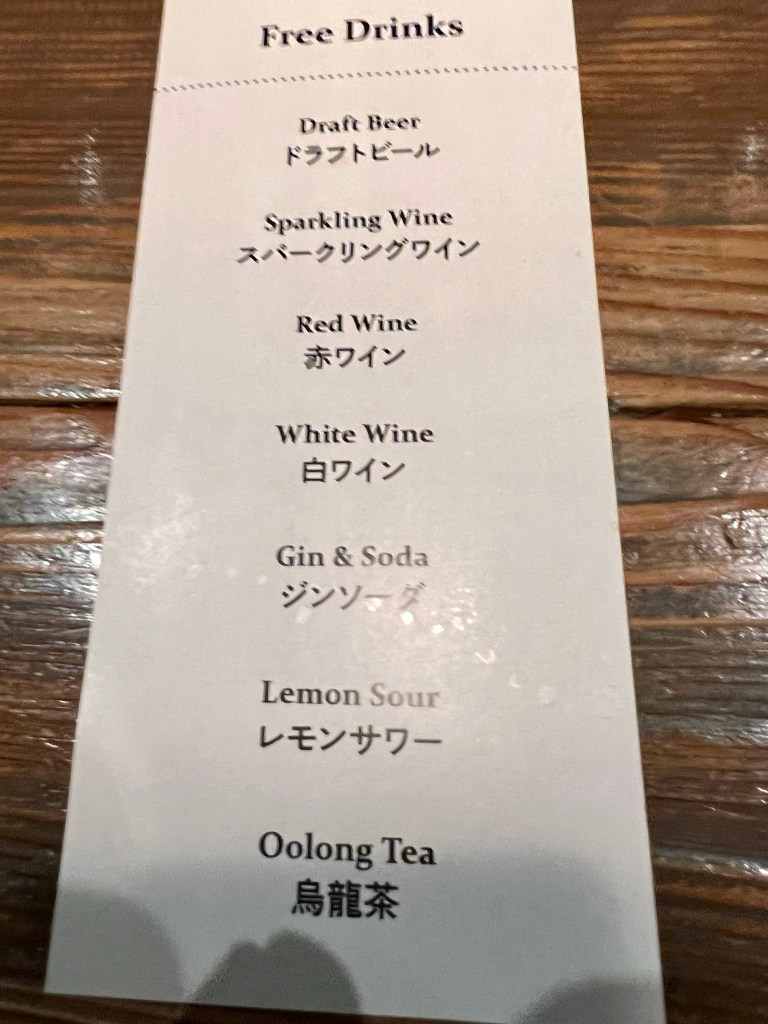 Free Drinks
Draft Beer
ドラフトビール
Sparkling Wine
スパークリングワイン
Red Wine
赤ワイン
White Wine
白ワイン
Gin & Soda
ジンソーダ
Lemon Sour
レモンサワー
Oolong Tea
烏龍茶